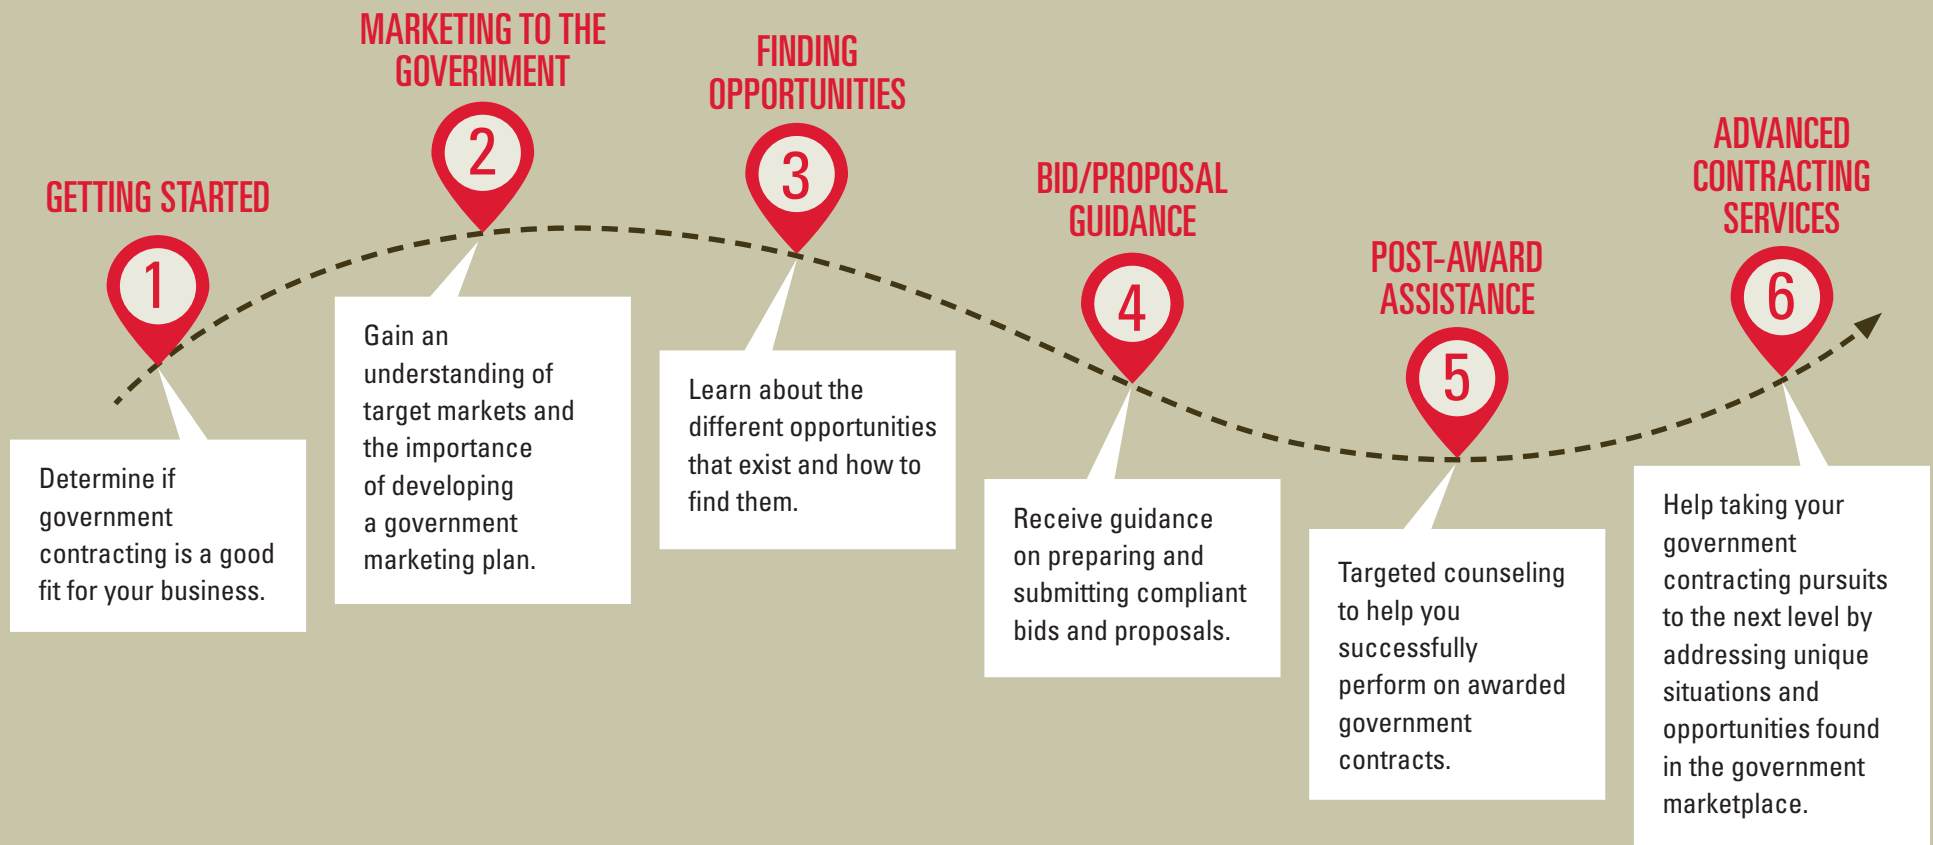 GETTING STARTED
1
Determine if
government
contracting is a good
fit for your business.
MARKETING TO THE
GOVERNMENT
2
Gain an
understanding of
target markets and
the importance
of developing
a government
marketing plan.
FINDING
OPPORTUNITIES
3
Learn about the
different opportunities
that exist and how to
find them.
BID/PROPOSAL
GUIDANCE
4
Receive guidance
on preparing and
submitting compliant
bids and proposals.
POST-AWARD
ASSISTANCE
5
Targeted counseling
to help you
successfully
perform on awarded
government
contracts.
ADVANCED
CONTRACTING
SERVICES
6
Help taking your
government
contracting pursuits
to the next level by
addressing unique
situations and
opportunities found
in the government
marketplace.